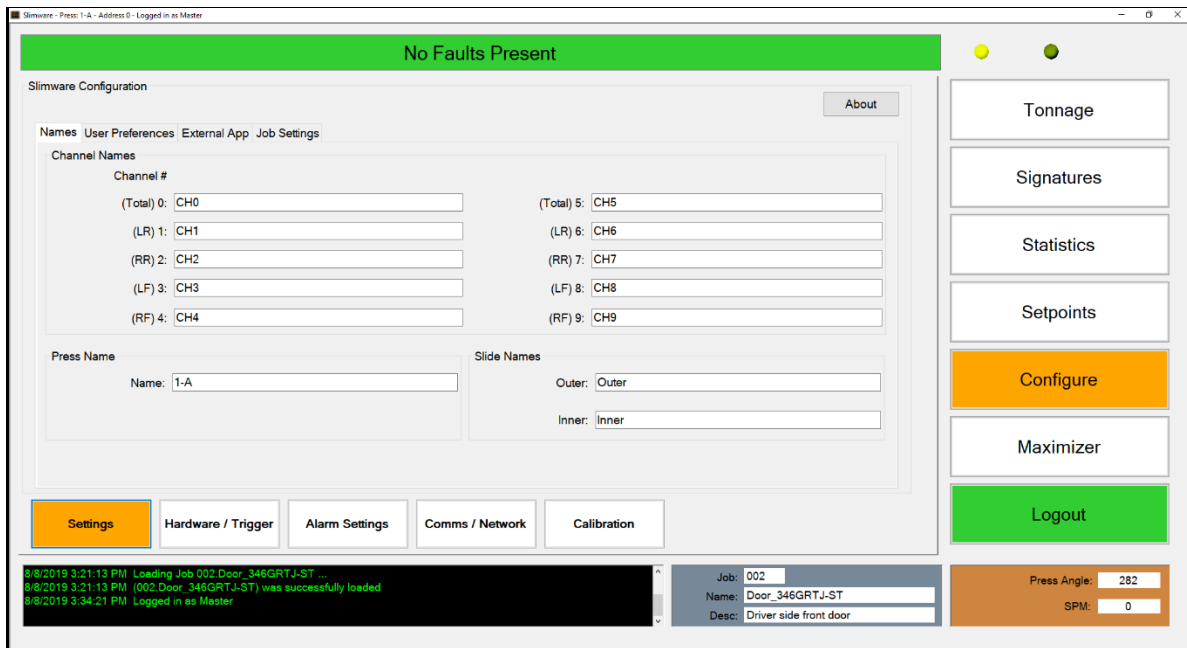 Slimware - Press: 1-A - Address 0 - Logged in as Master
No Faults Present
Slimware Configuration
About
Names User Preferences External App Job Settings
Channel Names
Channel #
(Total) 0: CH0
(LR) 1: CH1
(RR) 2: CH2
(LF) 3: CH3
(RF) 4: CH4
(Total) 5: CH5
(LR) 6: CH6
(RR) 7: CH7
(LF) 8: CH8
(RF) 9: CH9
Press Name
Name: 1-A
Slide Names
Outer: Outer
Inner: Inner
Settings
Hardware / Trigger
Alarm Settings
Comms / Network
Calibration
Tonnage
Signatures
Statistics
Setpoints
Configure
Maximizer
Logout
8/8/2019 3:21:13 PM Loading Job 002.Door_346GRTJ-ST ...
8/8/2019 3:21:13 PM (002.Door_346GRTJ-ST) was successfully loaded
8/8/2019 3:34:21 PM Logged in as Master
Job: 002
Name: Door_346GRTJ-ST
Desc: Driver side front door
Press Angle: 282
SPM: 0